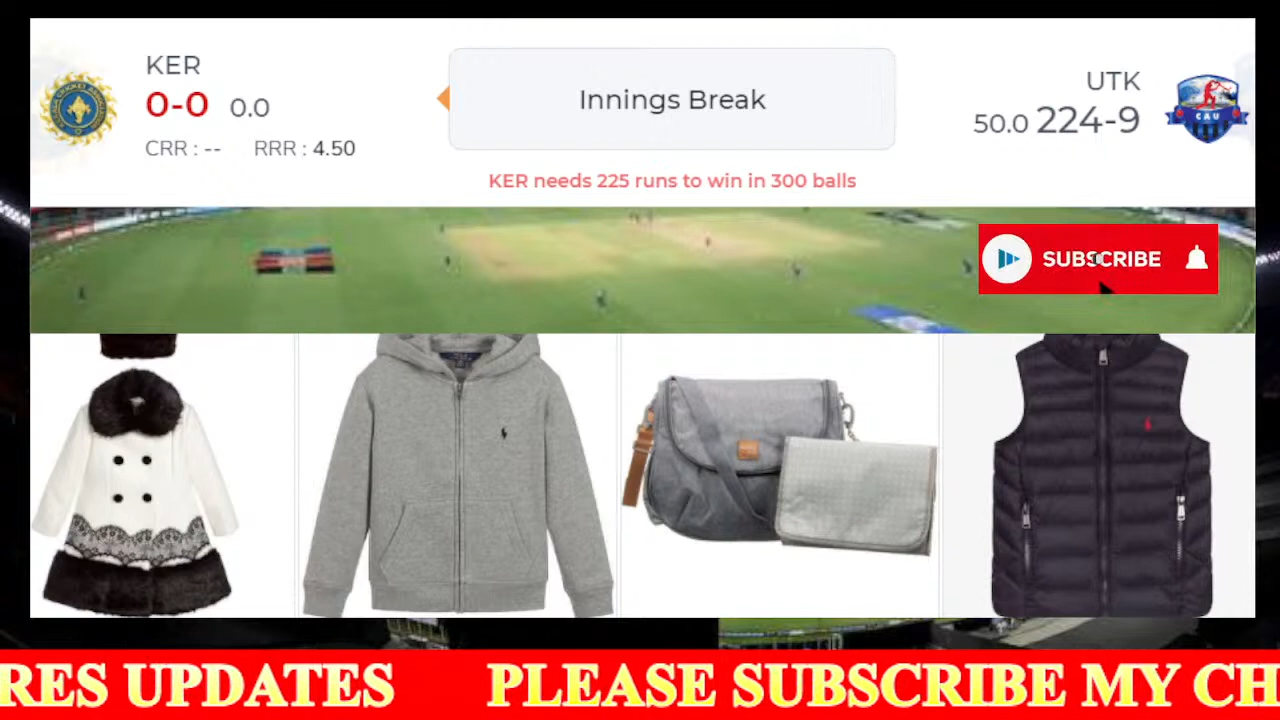 KER
0-0 0.0
CRR : -- RRR : 4.50
Innings Break
KER needs 225 runs to win in 300 balls
UTK
50.0 224-9
CAU
SUBSCRIBE
RES UPDATES PLEASE SUBSCRIBE MY CH